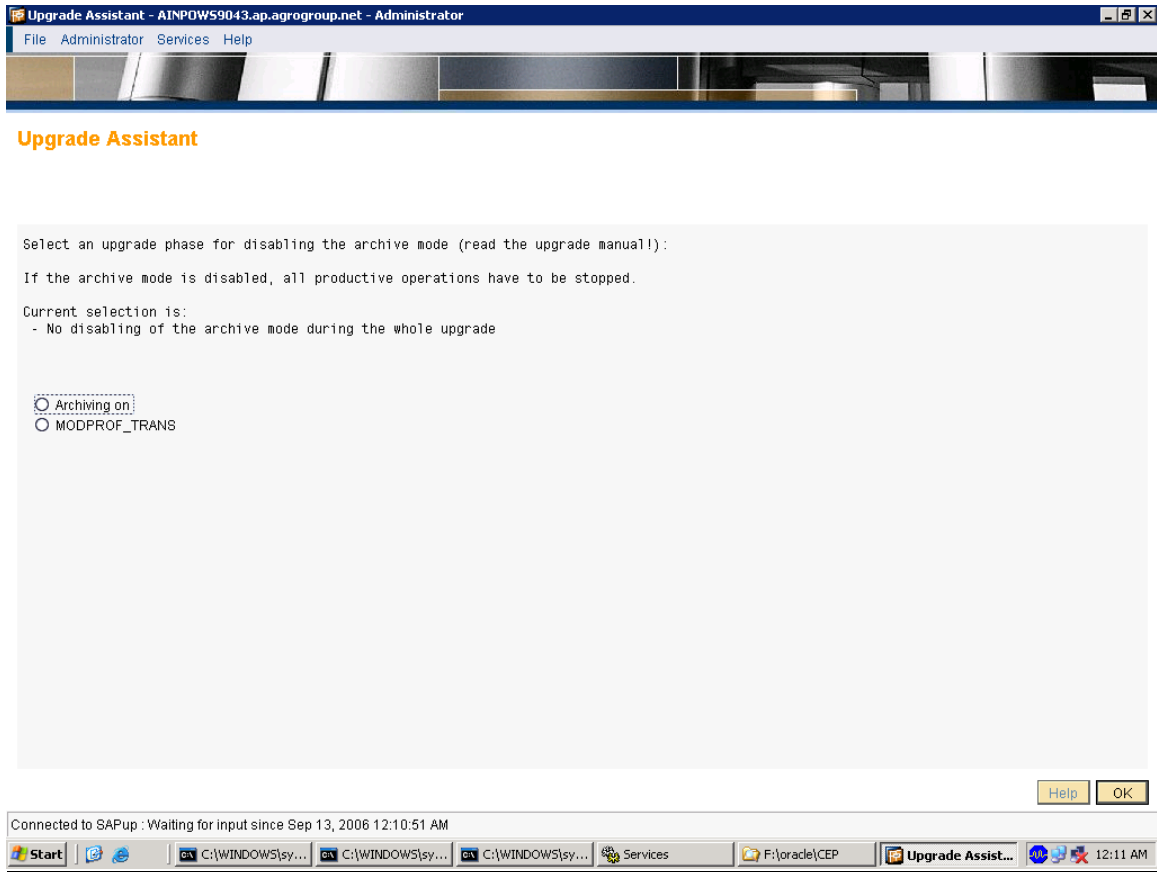 Upgrade Assistant - AINPOWS9043.ap.agrogroup.net - Administrator
File Administrator Services Help
Upgrade Assistant
Select an upgrade phase for disabling the archive mode (read the upgrade manual!):
If the archive mode is disabled, all productive operations have to be stopped.
Current selection is:
- No disabling of the archive mode during the whole upgrade
Archiving on
MODPROF_TRANS
Help OK
Connected to SAPup : Waiting for input since Sep 13, 2006 12:10:51 AM
Start C:\WINDOWS\sy... C:\WINDOWS\sy... C:\WINDOWS\sy... Services F:\oracle\CEP Upgrade Assist... 12:11 AM